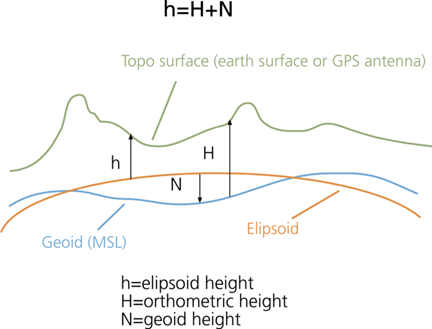 h=H+N
Topo surface (earth surface or GPS antenna)
h
H
N
Geoid (MSL)
Elipsoid
h=elipsoid height
H=orthometric height
N=geoid height